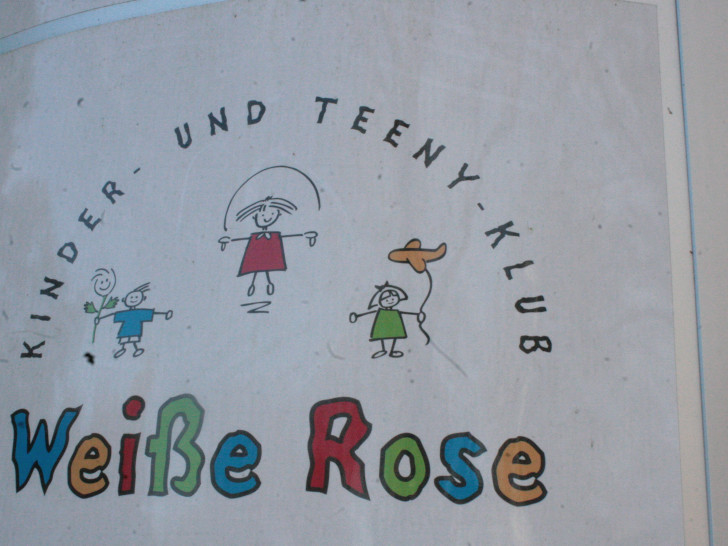 KINDER- UND TEENY-KLUB
Weiße Rose